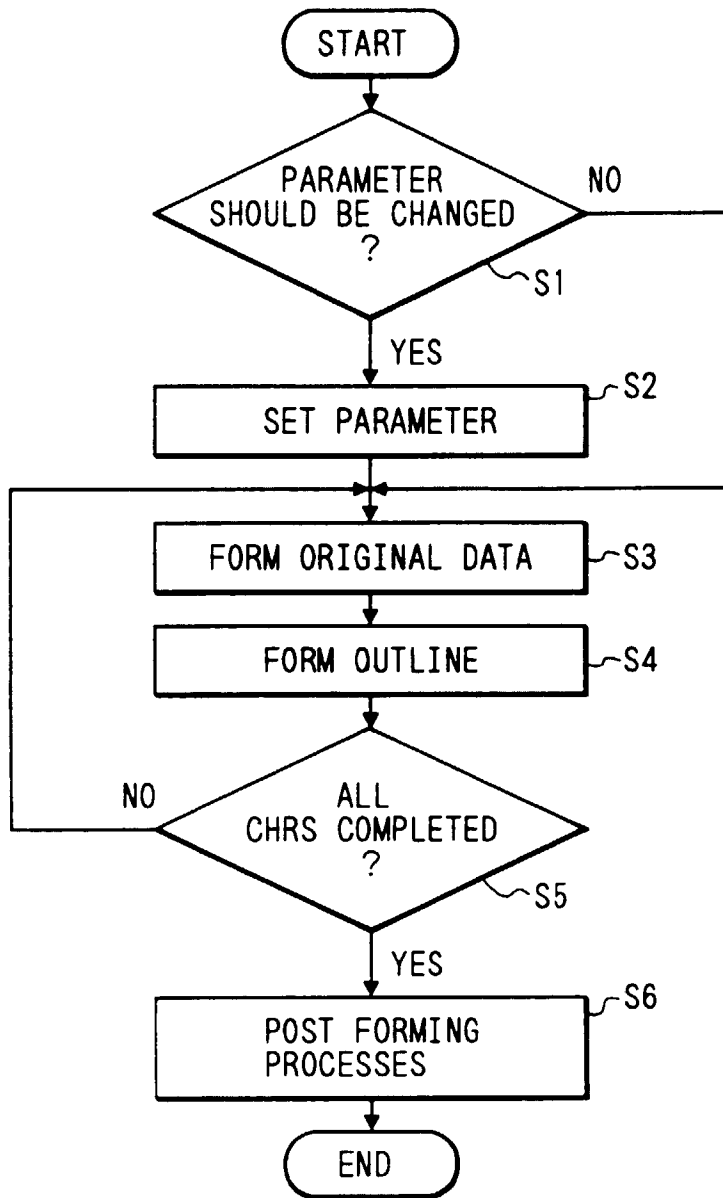 START
PARAMETER
SHOULD BE CHANGED
?
NO
S1
YES
S2
SET PARAMETER
FORM ORIGINAL DATA
S3
FORM OUTLINE
S4
NO
ALL
CHRS COMPLETED
?
S5
YES
S6
POST FORMING
PROCESSES
END